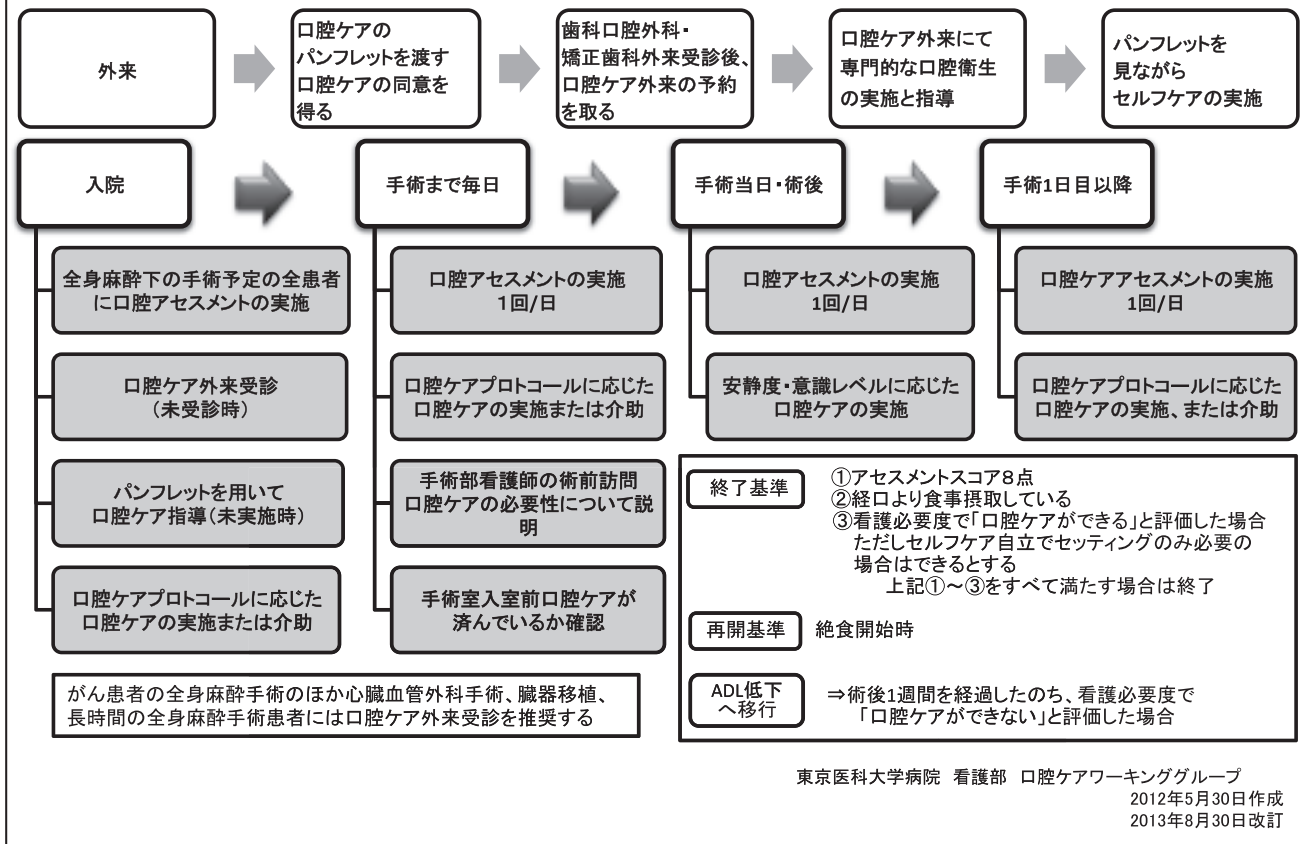 外来
口腔ケアの
パンフレットを渡す
口腔ケアの同意を
得る
歯科口腔外科・
矯正歯科外来受診後、
口腔ケア外来の予約
を取る
口腔ケア外来にて
専門的な口腔衛生
の実施と指導
パンフレットを
見ながら
セルフケアの実施
入院
手術まで毎日
手術当日・術後
手術1日目以降
全身麻酔下の手術予定の全患者
に口腔アセスメントの実施
口腔ケア外来受診
(未受診時)
パンフレットを用いて
口腔ケア指導(未実施時)
口腔ケアプロトコールに応じた
口腔ケアの実施または介助
口腔アセスメントの実施
1回/日
口腔ケアプロトコールに応じた
口腔ケアの実施または介助
手術部看護師の術前訪問
口腔ケアの必要性について説
明
手術室入室前口腔ケアが
済んでいるか確認
口腔アセスメントの実施
1回/日
安静度・意識レベルに応じた
口腔ケアの実施
口腔ケアアセスメントの実施
1回/日
口腔ケアプロトコールに応じた
口腔ケアの実施、または介助
がん患者の全身麻酔手術のほか心臓血管外科手術、臓器移植、
長時間の全身麻酔手術患者には口腔ケア外来受診を推奨する
終了基準
①アセスメントスコア8点
②経口より食事摂取している
③看護必要度で「口腔ケアができる」と評価した場合
ただしセルフケア自立でセッティングのみ必要の
場合はできるとする
上記①～③をすべて満たす場合は終了
再開基準 絶食開始時
ADL低下
へ移行
⇒術後1週間を経過したのち、看護必要度で
「口腔ケアができない」と評価した場合
東京医科大学病院 看護部 口腔ケアワーキンググループ
2012年5月30日作成
2013年8月30日改訂